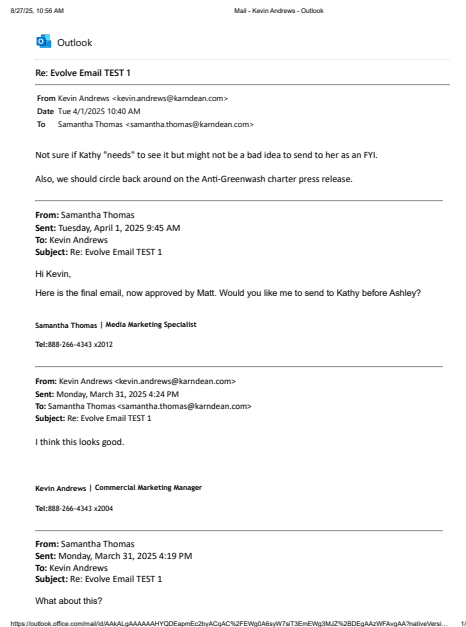 8/27/25, 10:56 AM Mail - Kevin Andrews - Outlook
Outlook
Re: Evolve Email TEST 1
From Kevin Andrews <kevin.andrews@karndean.com>
Date Tue 4/1/2025 10:40 AM
To Samantha Thomas <samantha.thomas@karndean.com>
Not sure if Kathy "needs" to see it but might not be a bad idea to send to her as an FYI.
Also, we should circle back around on the Anti-Greenwash charter press release.
From: Samantha Thomas
Sent: Tuesday, April 1, 2025 9:45 AM
To: Kevin Andrews
Subject: Re: Evolve Email TEST 1
Hi Kevin,
Here is the final email, now approved by Matt. Would you like me to send to Kathy before Ashley?
Samantha Thomas | Media Marketing Specialist
Tel:888-266-4343 x2012
From: Kevin Andrews <kevin.andrews@karndean.com>
Sent: Monday, March 31, 2025 4:24 PM
To: Samantha Thomas <samantha.thomas@karndean.com>
Subject: Re: Evolve Email TEST 1
I think this looks good.
Kevin Andrews | Commercial Marketing Manager
Tel:888-266-4343 x2004
From: Samantha Thomas
Sent: Monday, March 31, 2025 4:19 PM
To: Kevin Andrews
Subject: Re: Evolve Email TEST 1
What about this?
1/